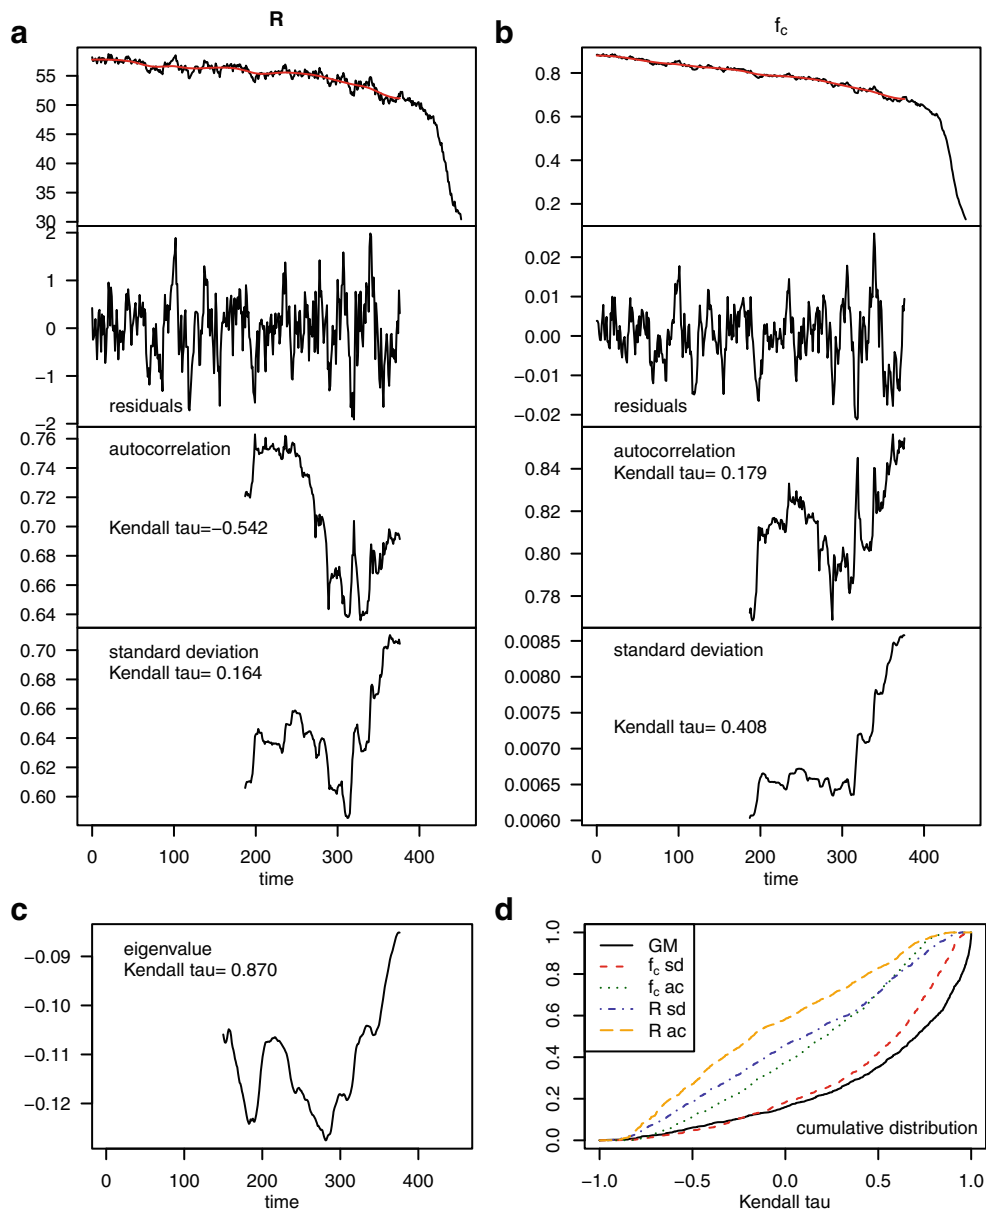 a
R
55
50
45
40
35
30
2
1
0
−1
−2
residuals
0.76
0.74
0.72
0.70
0.68
0.66
0.64
autocorrelation
Kendall tau=−0.542
0.70
0.68
0.66
0.64
0.62
0.60
standard deviation
Kendall tau= 0.164
0 100 200 300 400
time
b
fc
0.8
0.6
0.4
0.2
0.02
0.01
0.00
−0.01
−0.02
residuals
0.84
0.82
0.80
0.78
autocorrelation
Kendall tau= 0.179
0.0085
0.0080
0.0075
0.0070
0.0065
0.0060
standard deviation
Kendall tau= 0.408
0 100 200 300 400
time
c
−0.09
−0.10
−0.11
−0.12
eigenvalue
Kendall tau= 0.870
0 100 200 300 400
time
d
GM
fc sd
fc ac
R sd
R ac
cumulative distribution
0.0 0.2 0.4 0.6 0.8 1.0
−1.0 −0.5 0.0 0.5 1.0
Kendall tau